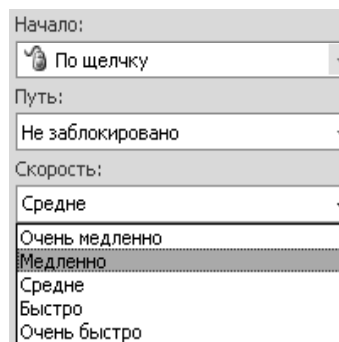 Начало:
По щелчку
Путь:
Не заблокировано
Скорость:
Средне
Очень медленно
Медленно
Средне
Быстро
Очень быстро